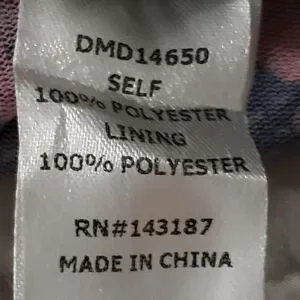 DMD14650
SELF
100% POLYESTER
LINING
100% POLYESTER
RN#143187
MADE IN CHINA